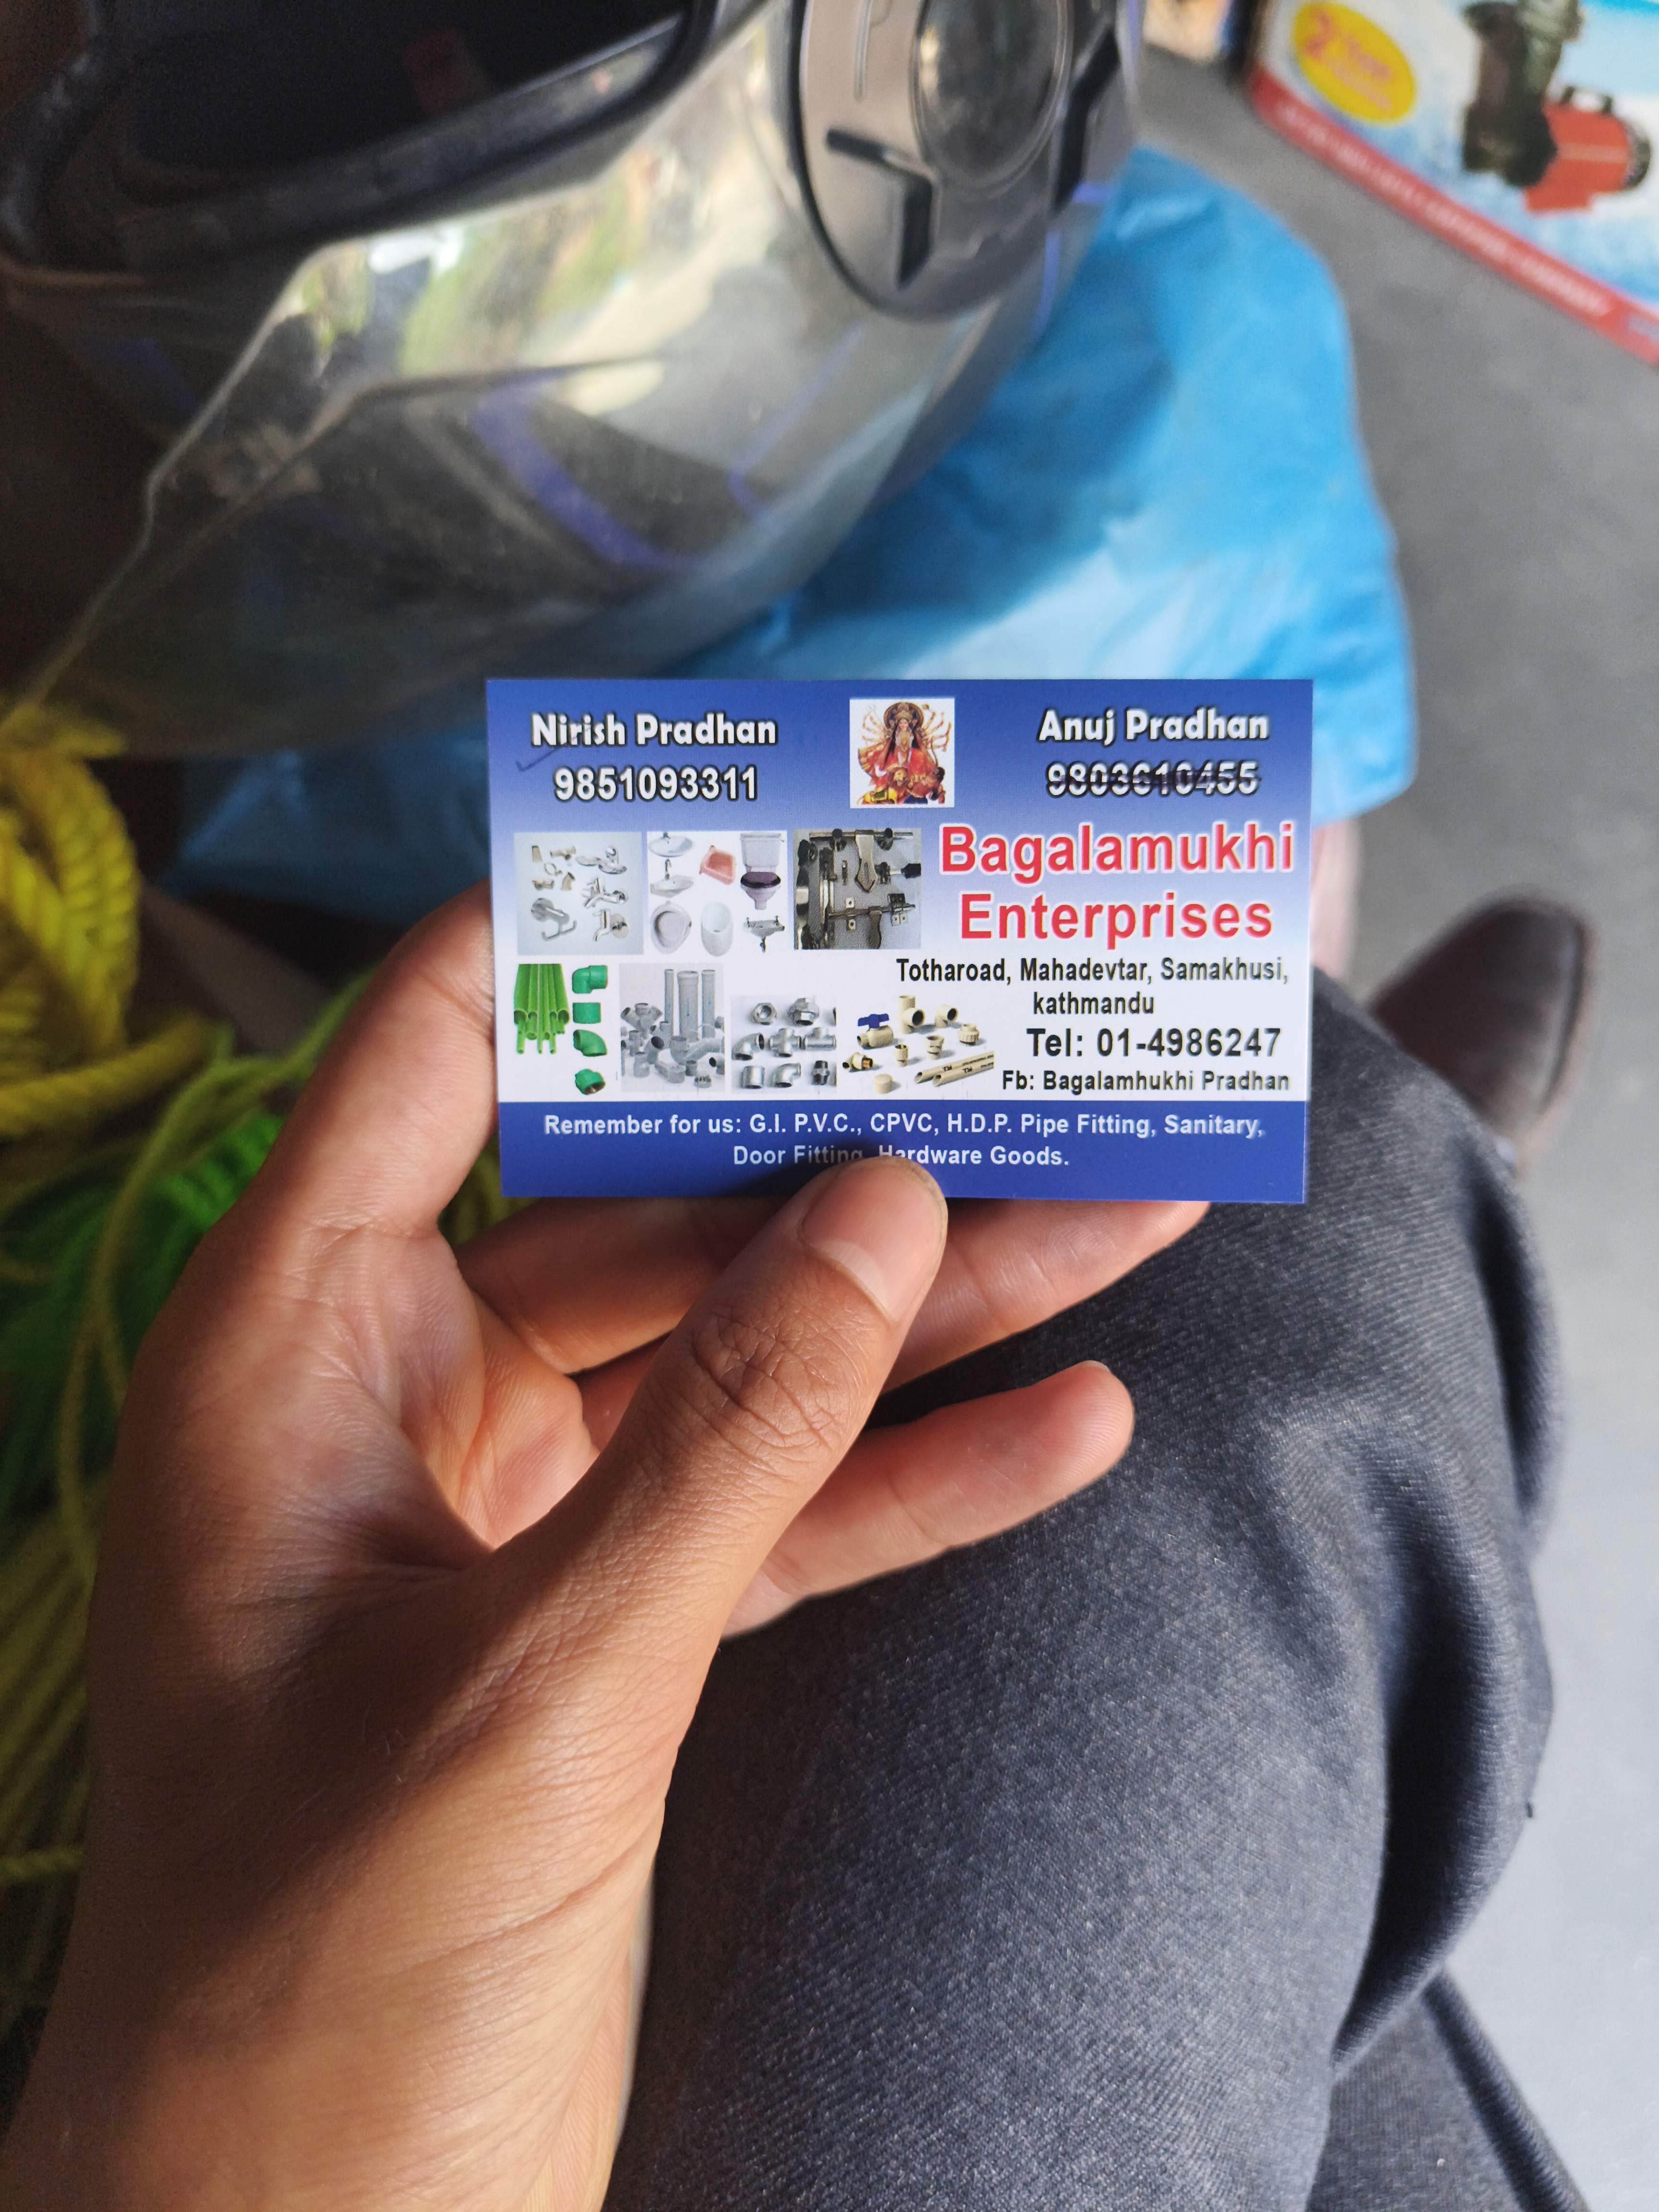 Nirish Pradhan
9851093311
Anuj Pradhan
9803610455
Bagalamukhi
Enterprises
Totharoad, Mahadevtar, Samakhusi,
kathmandu
Tel: 01-4986247
Fb: Bagalamhukhi Pradhan
Remember for us: G.I. P.V.C., CPVC, H.D.P. Pipe Fitting, Sanitary,
Door Fitting, Hardware Goods.